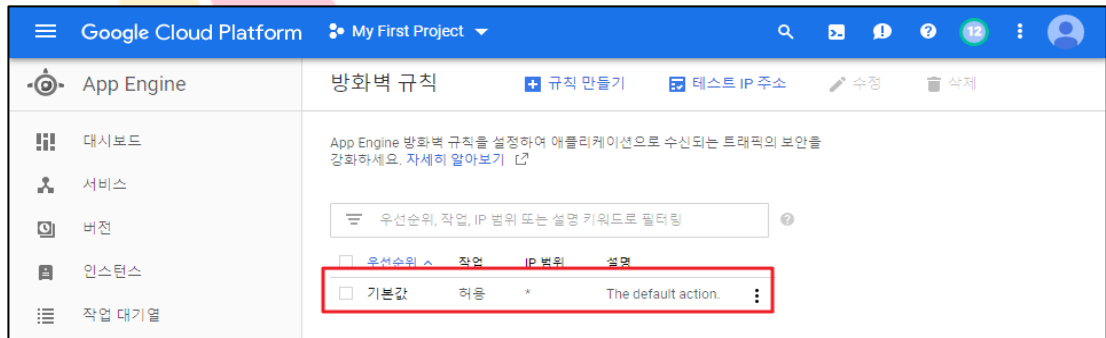 Google Cloud Platform My First Project 12
App Engine 방화벽 규칙 규칙 만들기 테스트 IP 주소 수정 삭제
대시보드
서비스
버전
인스턴스
작업 대기열
App Engine 방화벽 규칙을 설정하여 애플리케이션으로 수신되는 트래픽의 보안을
강화하세요. 자세히 알아보기
우선순위, 작업, IP 범위 또는 설명 키워드로 필터링
우선순위 작업 IP 범위 설명
기본값 허용 * The default action.